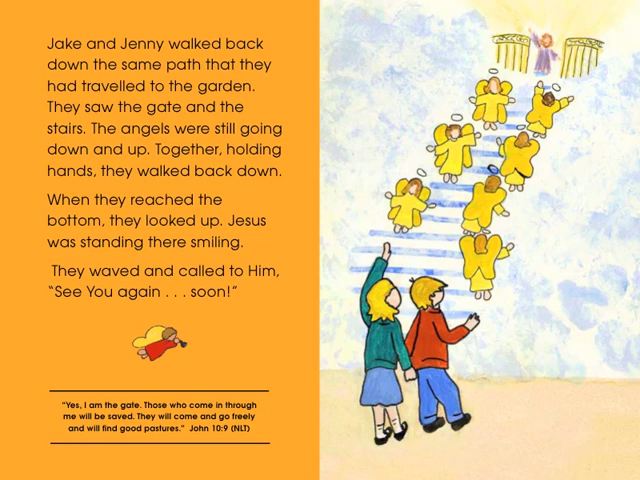 Jake and Jenny walked back
down the same path that they
had travelled to the garden.
They saw the gate and the
stairs. The angels were still going
down and up. Together, holding
hands, they walked back down.
When they reached the
bottom, they looked up. Jesus
was standing there smiling.
They waved and called to Him,
“See You again . . . soon!”
“Yes, I am the gate. Those who come in through
me will be saved. They will come and go freely
and will find good pastures.” John 10:9 (NLT)